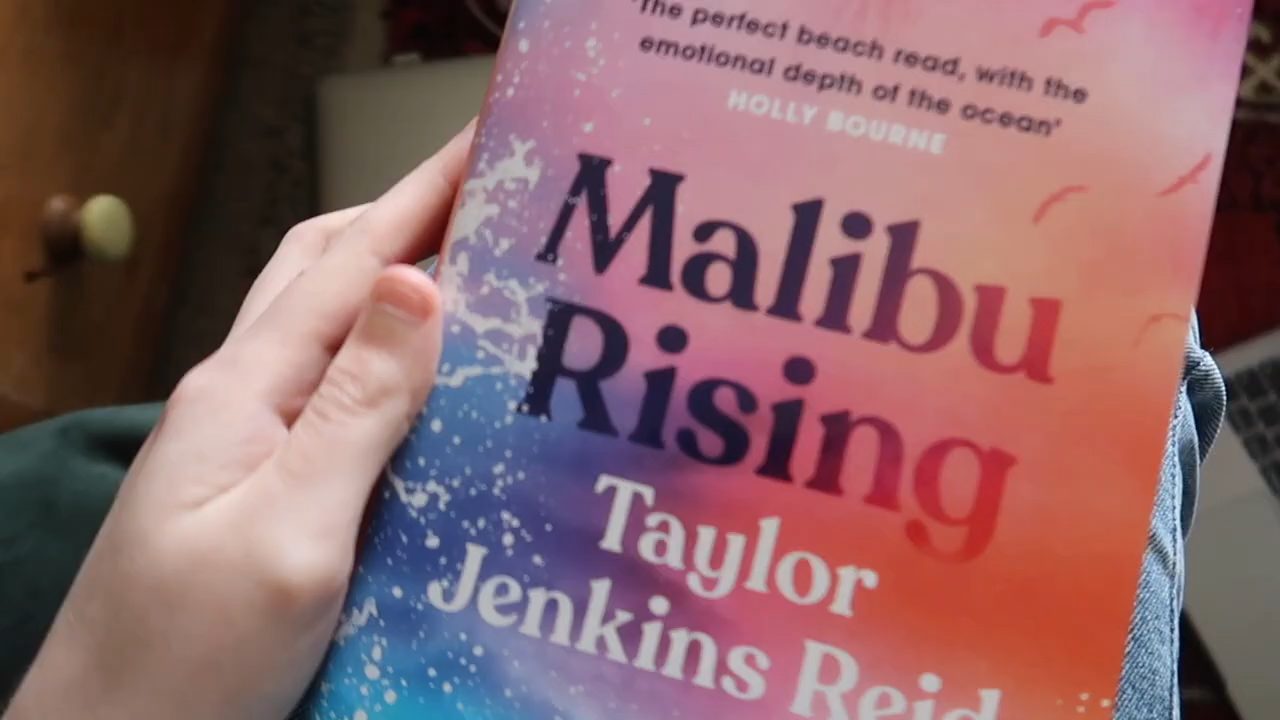 'The perfect beach read, with the
emotional depth of the ocean'
HOLLY BOURNE
Malibu
Rising
Taylor
Jenkins Reid